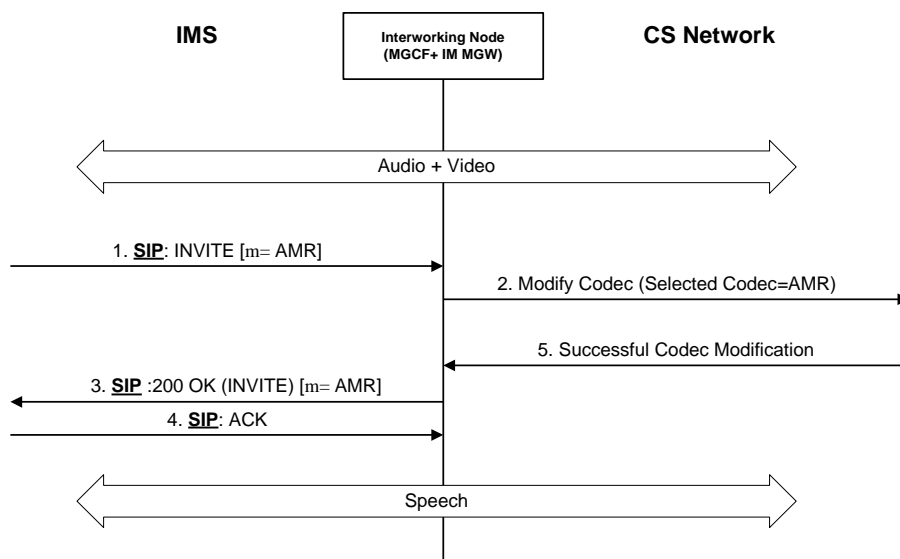 IMS
Interworking Node
(MGCF+ IM MGW)
CS Network
Audio + Video
1. SIP: INVITE [m= AMR]
2. Modify Codec (Selected Codec=AMR)
5. Successful Codec Modification
3. SIP :200 OK (INVITE) [m= AMR]
4. SIP: ACK
Speech